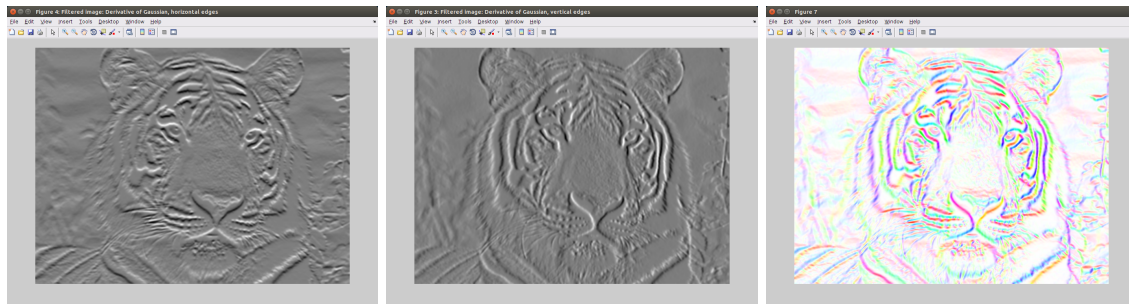 Figure 4: Filtered image: Derivative of Gaussian, horizontal edges
File Edit View Insert Tools Desktop Window Help
Figure 3: Filtered image: Derivative of Gaussian, vertical edges
File Edit View Insert Tools Desktop Window Help
Figure 7
File Edit View Insert Tools Desktop Window Help